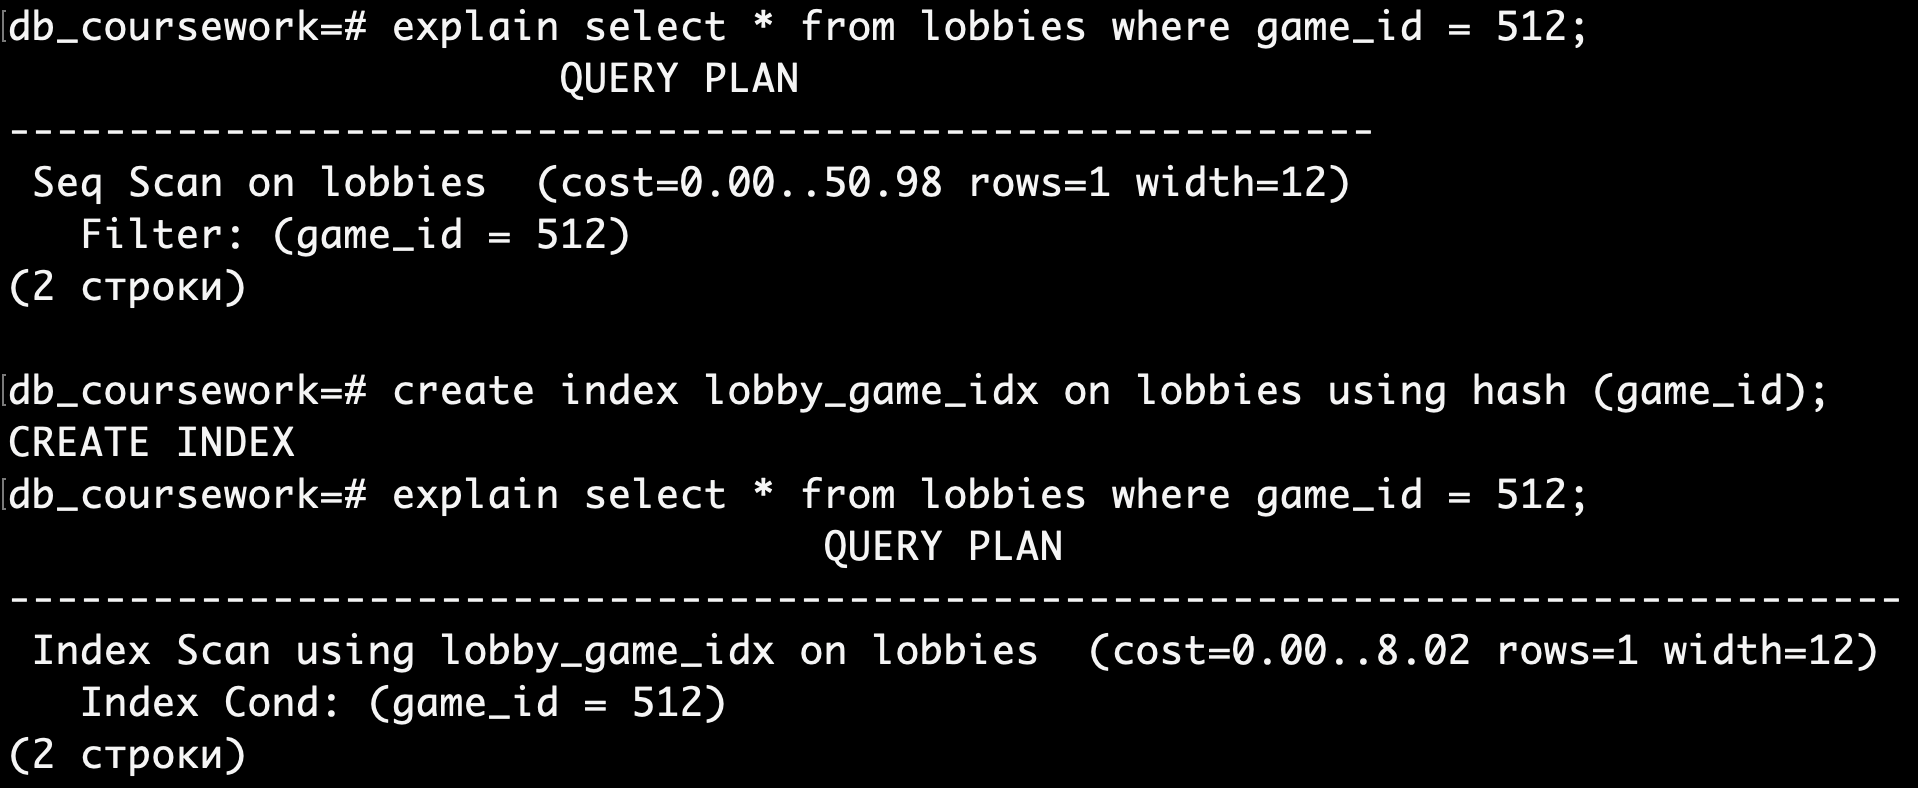 db_coursework=# explain select * from lobbies where game_id = 512;
QUERY PLAN
---------------------------------------------------------
Seq Scan on lobbies  (cost=0.00..50.98 rows=1 width=12)
Filter: (game_id = 512)
(2 строки)
db_coursework=# create index lobby_game_idx on lobbies using hash (game_id);
CREATE INDEX
db_coursework=# explain select * from lobbies where game_id = 512;
QUERY PLAN
-------------------------------------------------------------------------------
Index Scan using lobby_game_idx on lobbies  (cost=0.00..8.02 rows=1 width=12)
Index Cond: (game_id = 512)
(2 строки)